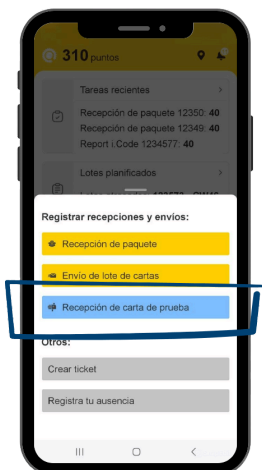 310 puntos
Tareas recientes
Recepción de paquete 12350: 40
Recepción de paquete 12349: 40
Report i.Code 1234577: 40
Lotes planificados
Registrar recepciones y envíos:
Recepción de paquete
Envío de lote de cartas
Recepción de carta de prueba
Otros:
Crear ticket
Registra tu ausencia